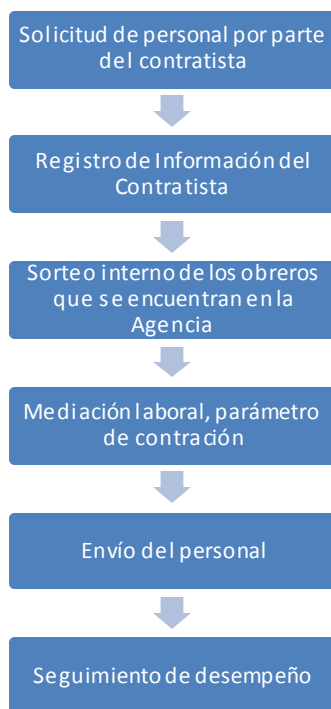 Solicitud de personal por parte
del contratista
Registro de Información del
Contratista
Sorteo interno de los obreros
que se encuentran en la
Agencia
Mediación laboral, parámetro
de contración
Envío del personal
Seguimiento de desempeño